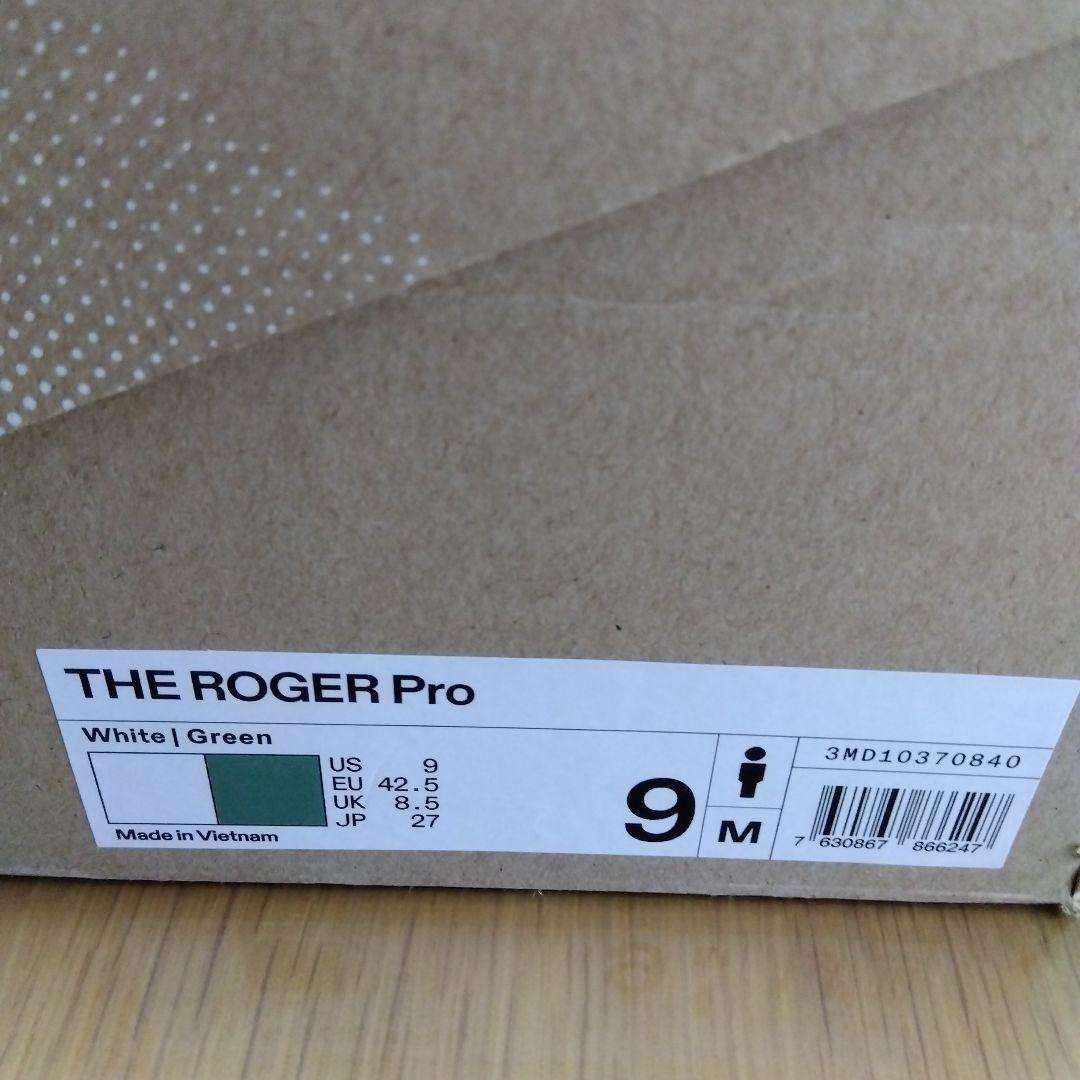 THE ROGER Pro
White | Green
US 9
EU 42.5
UK 8.5
JP 27
Made in Vietnam
9
M
3MD10370840
7 630867 866247